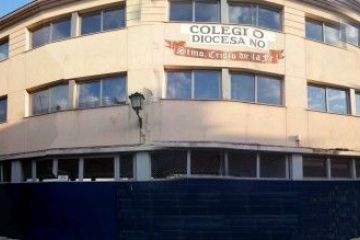 COLEGIO
DIOCESANO
Stmo. Cristo de la Fe